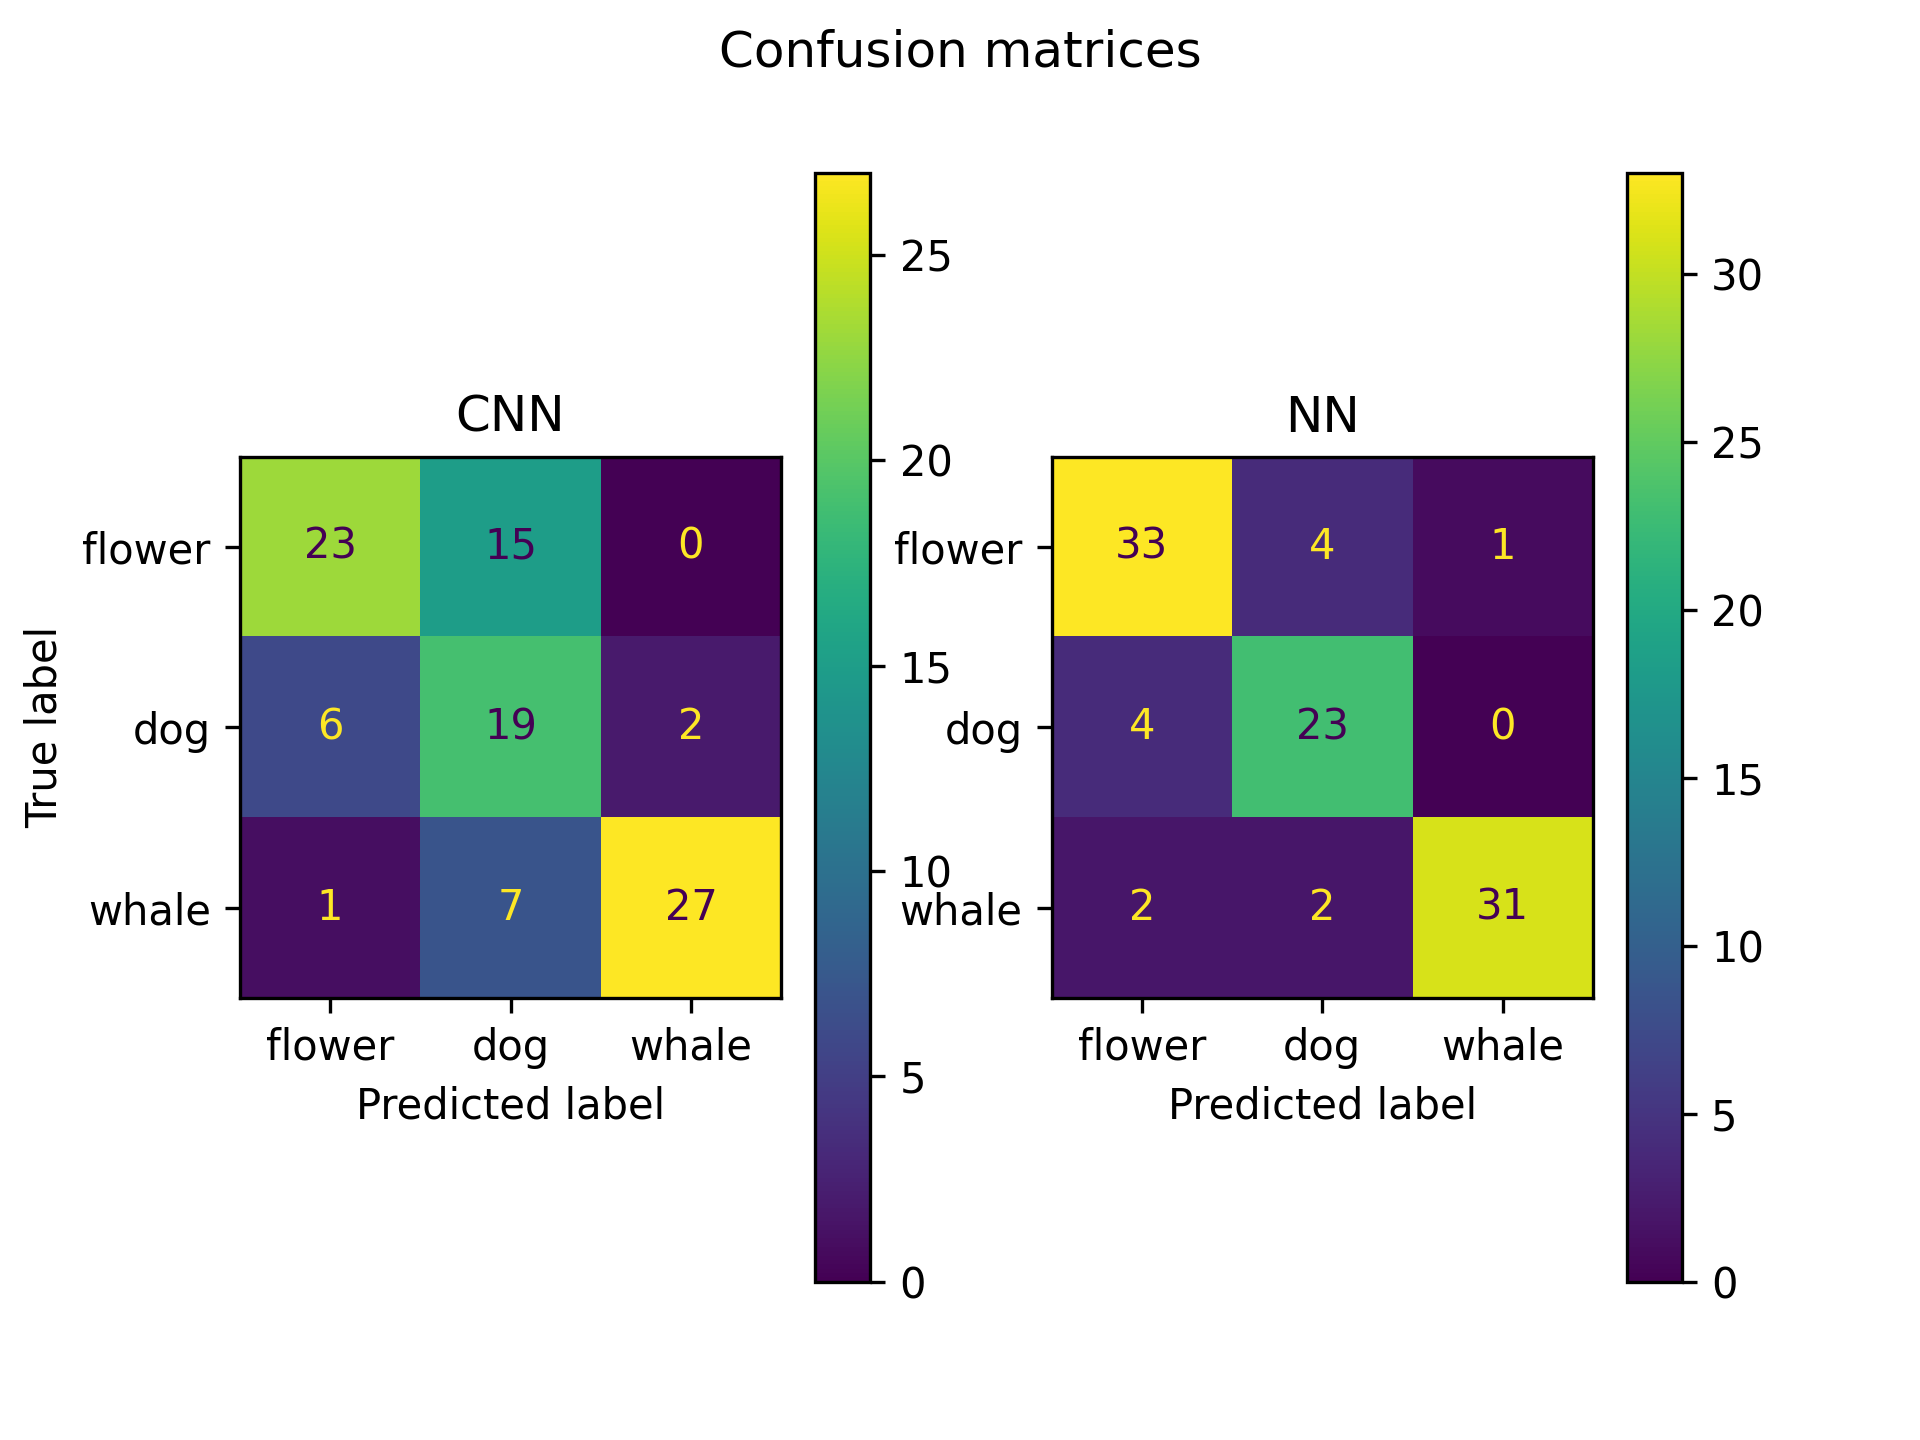 Confusion matrices
CNN
True label
flower 23 15 0
dog 6 19 2
whale 1 7 27
flower dog whale
Predicted label
25
20
15
10
5
0
NN
flower 33 4 1
dog 4 23 0
whale 2 2 31
flower dog whale
Predicted label
30
25
20
15
10
5
0